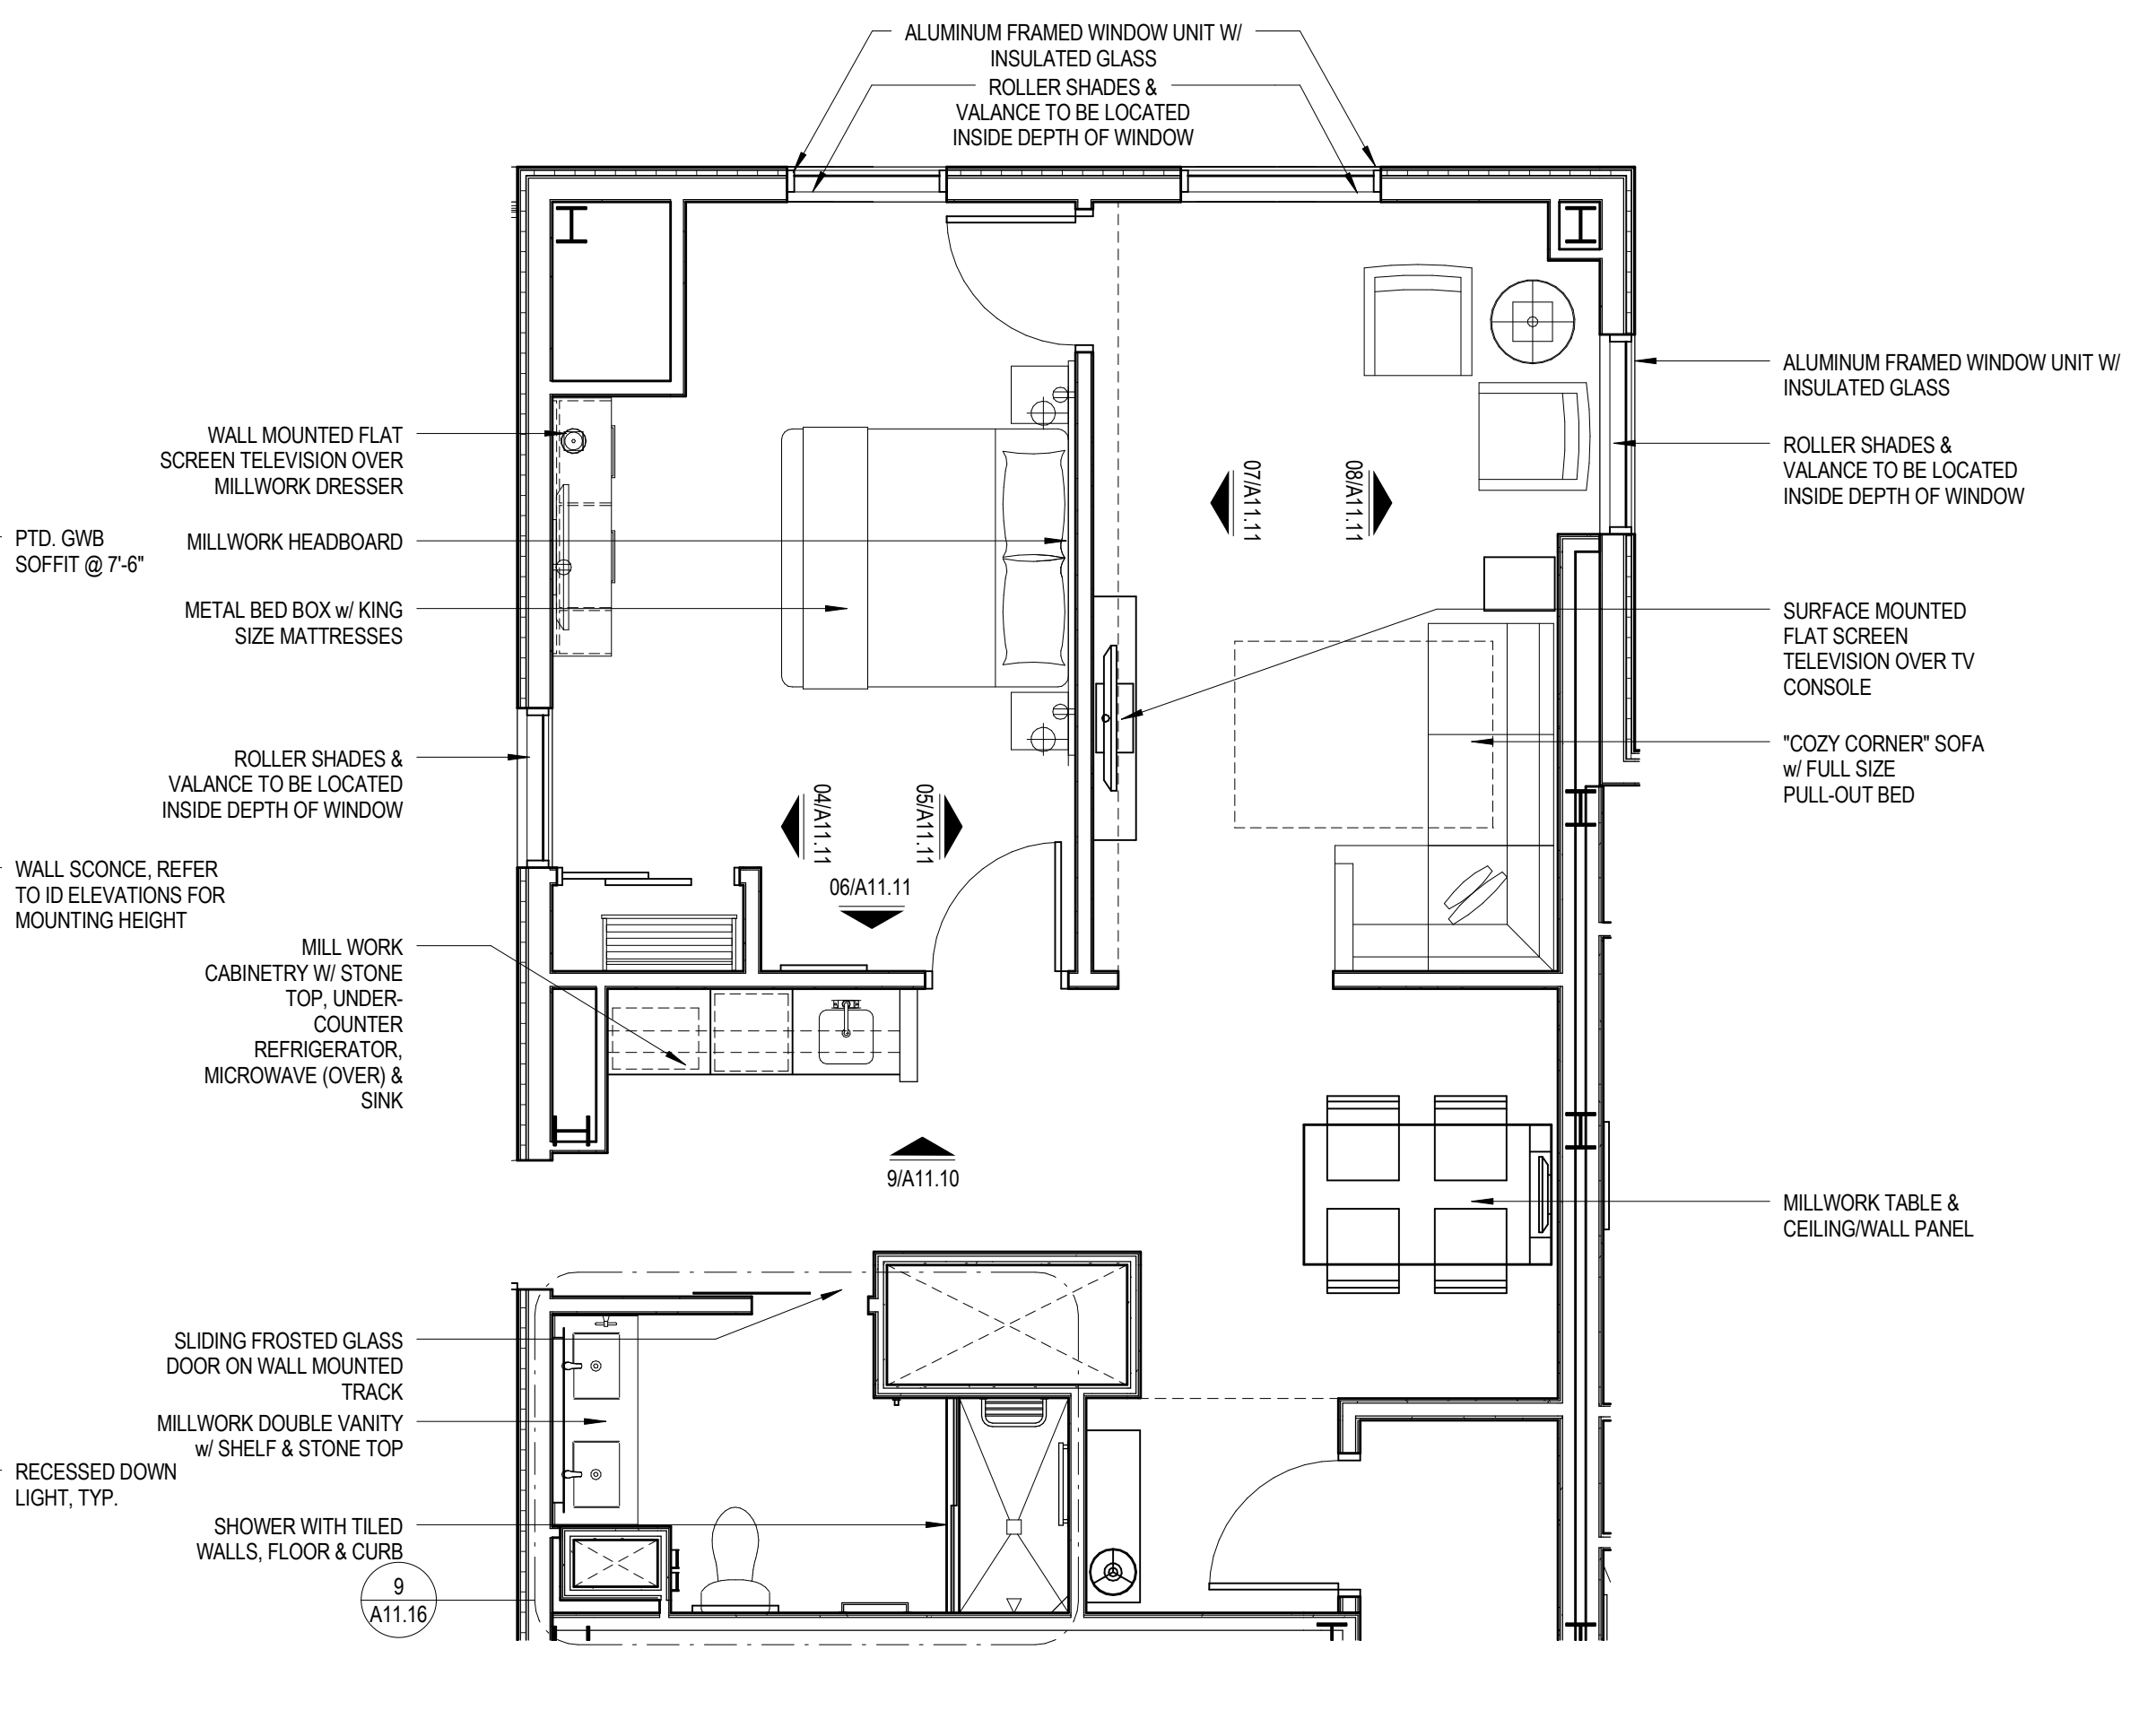 ALUMINUM FRAMED WINDOW UNIT W/
INSULATED GLASS
ROLLER SHADES &
VALANCE TO BE LOCATED
INSIDE DEPTH OF WINDOW
WALL MOUNTED FLAT
SCREEN TELEVISION OVER
MILLWORK DRESSER
PTD. GWB
SOFFIT @ 7'-6"
MILLWORK HEADBOARD
METAL BED BOX w/ KING
SIZE MATTRESSES
ROLLER SHADES &
VALANCE TO BE LOCATED
INSIDE DEPTH OF WINDOW
WALL SCONCE, REFER
TO ID ELEVATIONS FOR
MOUNTING HEIGHT
MILL WORK
CABINETRY W/ STONE
TOP, UNDER-
COUNTER
REFRIGERATOR,
MICROWAVE (OVER) &
SINK
SLIDING FROSTED GLASS
DOOR ON WALL MOUNTED
TRACK
MILLWORK DOUBLE VANITY
w/ SHELF & STONE TOP
RECESSED DOWN
LIGHT, TYP.
SHOWER WITH TILED
WALLS, FLOOR & CURB
9
A11.16
07/A11.11
08/A11.11
04/A11.11
05/A11.11
06/A11.11
9/A11.10
ALUMINUM FRAMED WINDOW UNIT W/
INSULATED GLASS
ROLLER SHADES &
VALANCE TO BE LOCATED
INSIDE DEPTH OF WINDOW
SURFACE MOUNTED
FLAT SCREEN
TELEVISION OVER TV
CONSOLE
"COZY CORNER" SOFA
w/ FULL SIZE
PULL-OUT BED
MILLWORK TABLE &
CEILING/WALL PANEL